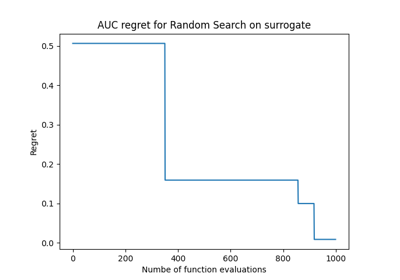 AUC regret for Random Search on surrogate
0.5
0.4
0.3
0.2
0.1
0.0
Regret
0 200 400 600 800 1000
Numbe of function evaluations